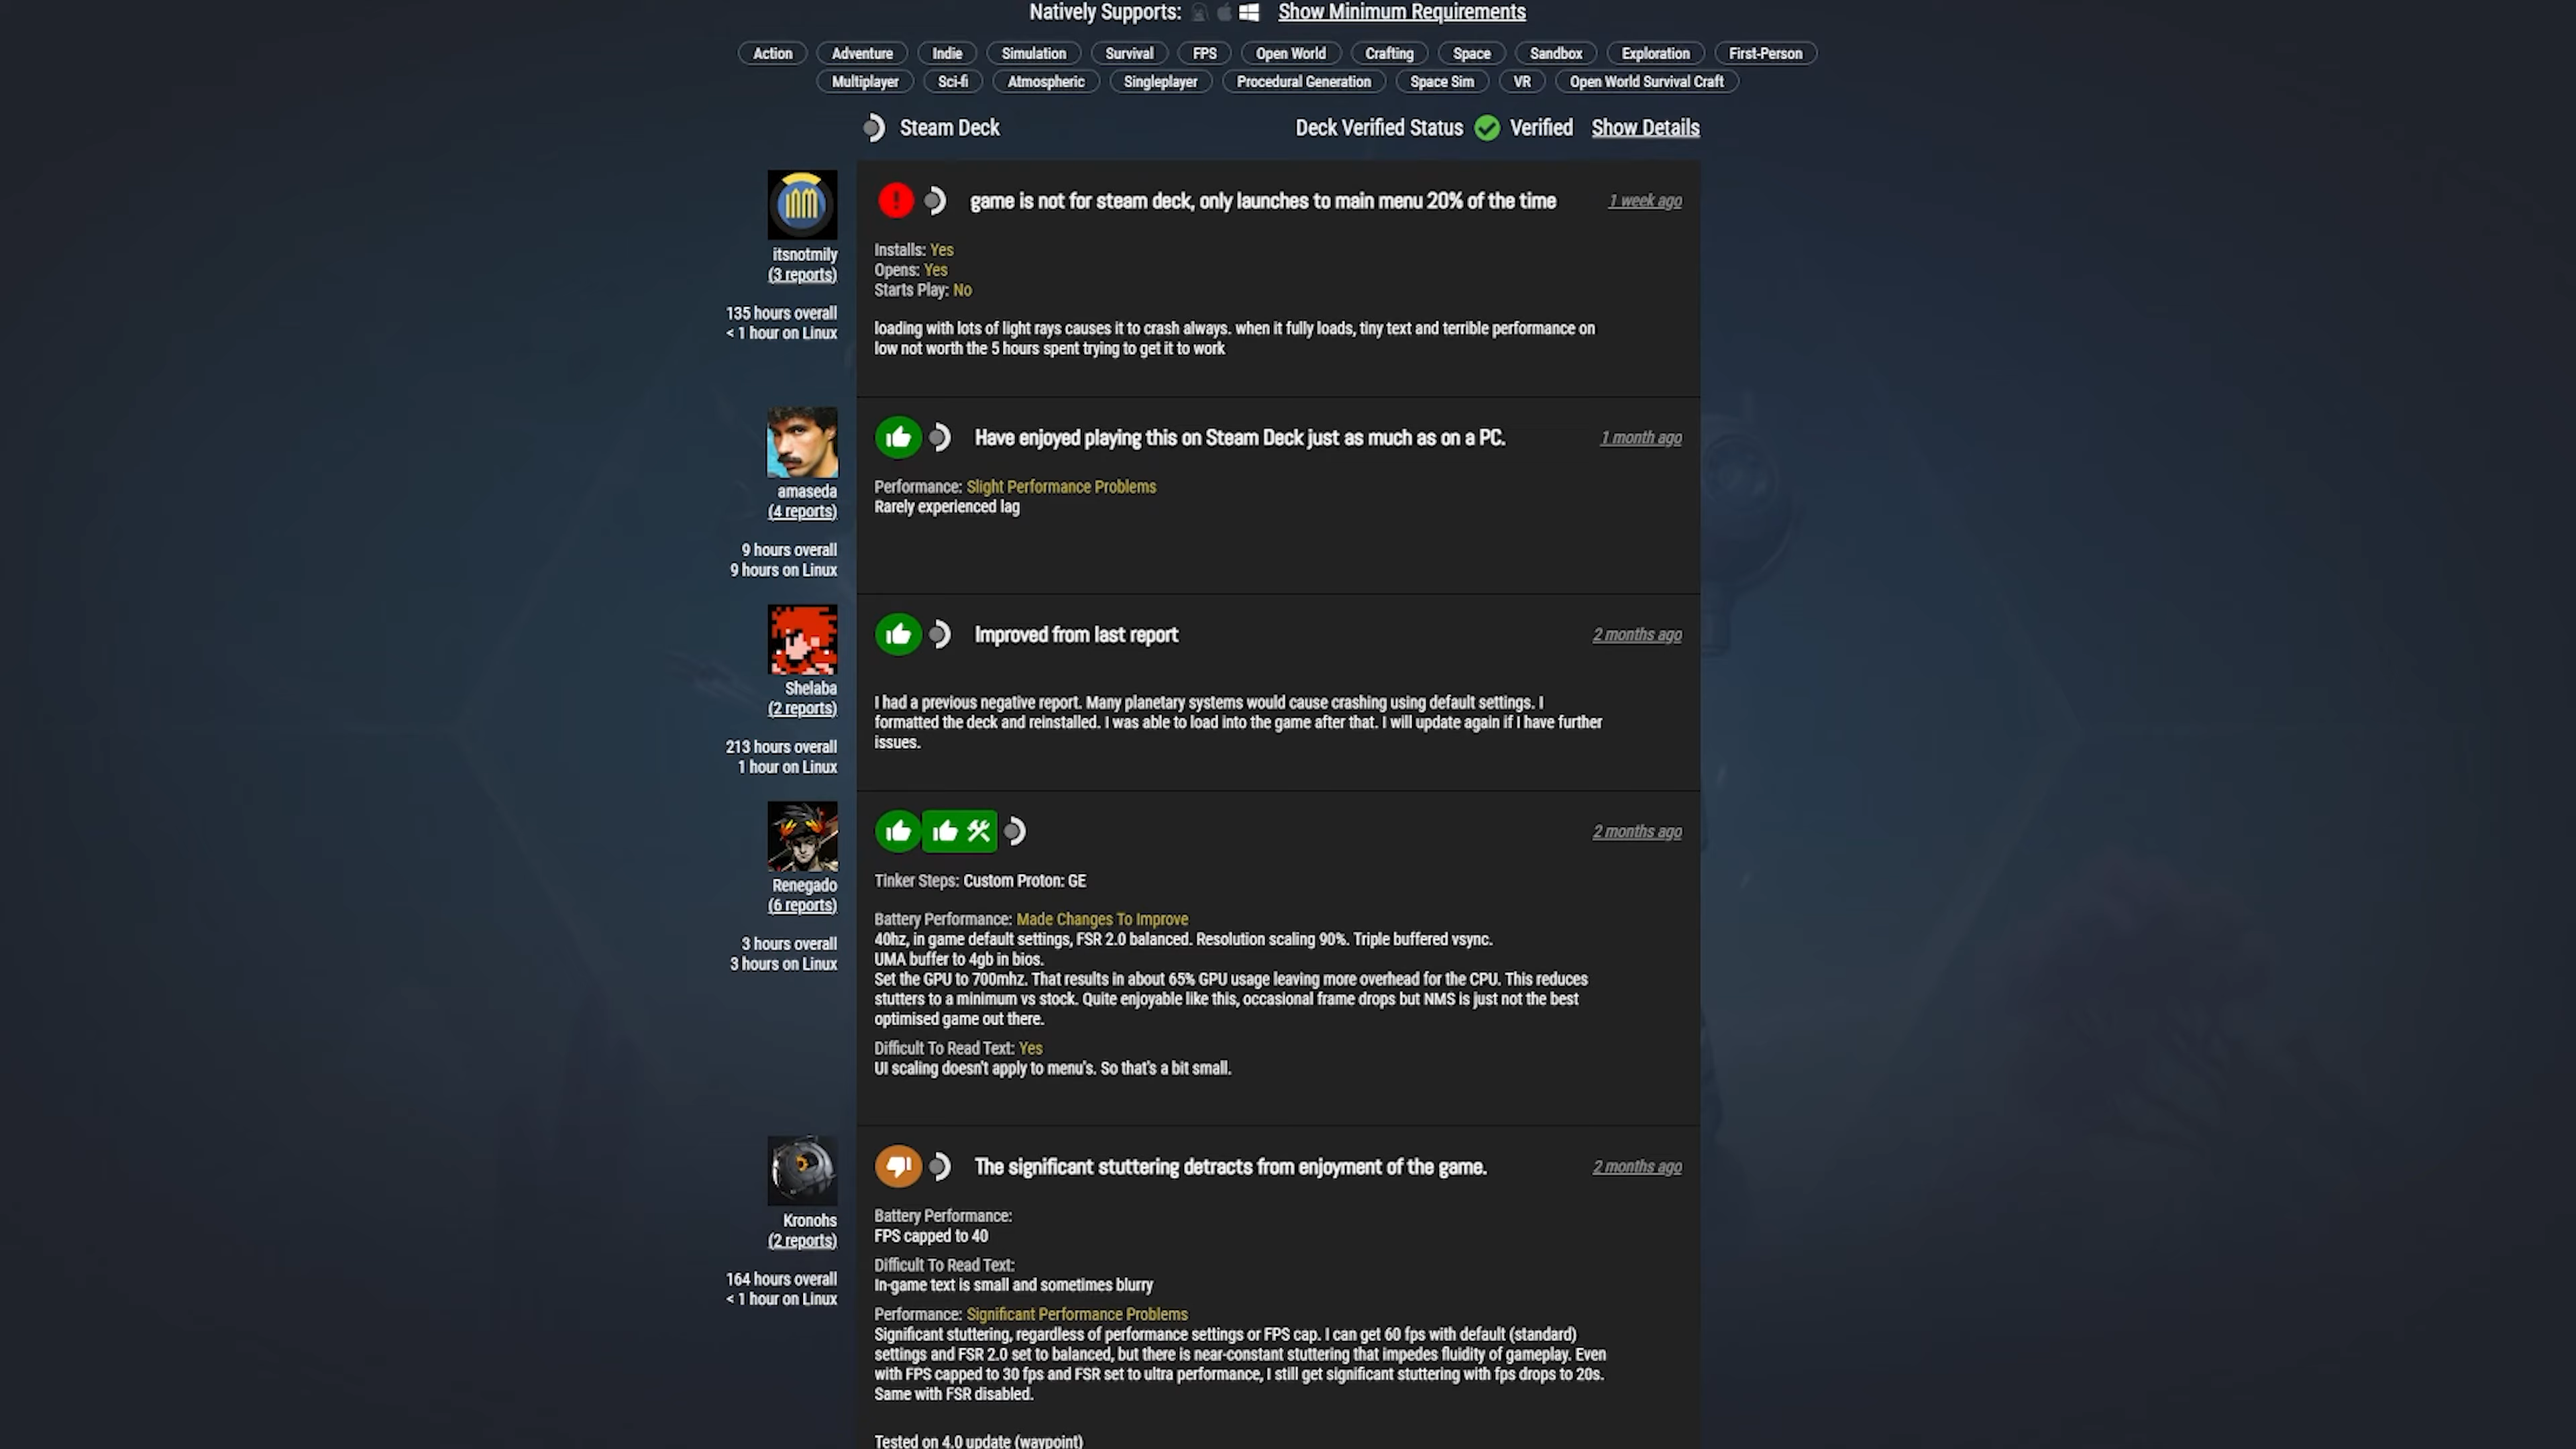 Natively Supports: Show Minimum Requirements
Action Adventure Indie Simulation Survival FPS Open World Crafting Space Sandbox Exploration First-Person
Multiplayer Sci-fi Atmospheric Singleplayer Procedural Generation Space Sim VR Open World Survival Craft
Steam Deck Deck Verified Status Verified Show Details
game is not for steam deck, only launches to main menu 20% of the time 1 week ago
itsnotmily
(3 reports)
135 hours overall
< 1 hour on Linux
Installs: Yes
Opens: Yes
Starts Play: No
loading with lots of light rays causes it to crash always. when it fully loads, tiny text and terrible performance on
low not worth the 5 hours spent trying to get it to work
Have enjoyed playing this on Steam Deck just as much as on a PC. 1 month ago
amaseda
(4 reports)
9 hours overall
9 hours on Linux
Performance: Slight Performance Problems
Rarely experienced lag
Improved from last report 2 months ago
Shelaba
(2 reports)
213 hours overall
1 hour on Linux
I had a previous negative report. Many planetary systems would cause crashing using default settings. I
formatted the deck and reinstalled. I was able to load into the game after that. I will update again if I have further
issues.
2 months ago
Renegado
(6 reports)
3 hours overall
3 hours on Linux
Tinker Steps: Custom Proton: GE
Battery Performance: Made Changes To Improve
40hz, in game default settings, FSR 2.0 balanced. Resolution scaling 90%. Triple buffered vsync.
UMA buffer to 4gb in bios.
Set the GPU to 700mhz. That results in about 65% GPU usage leaving more overhead for the CPU. This reduces
stutters to a minimum vs stock. Quite enjoyable like this, occasional frame drops but NMS is just not the best
optimised game out there.
Difficult To Read Text: Yes
UI scaling doesn't apply to menu's. So that's a bit small.
The significant stuttering detracts from enjoyment of the game. 2 months ago
Kronohs
(2 reports)
164 hours overall
< 1 hour on Linux
Battery Performance:
FPS capped to 40
Difficult To Read Text:
In-game text is small and sometimes blurry
Performance: Significant Performance Problems
Significant stuttering, regardless of performance settings or FPS cap. I can get 60 fps with default (standard)
settings and FSR 2.0 set to balanced, but there is near-constant stuttering that impedes fluidity of gameplay. Even
with FPS capped to 30 fps and FSR set to ultra performance, I still get significant stuttering with fps drops to 20s.
Same with FSR disabled.
Tested on 4.0 update (waypoint)